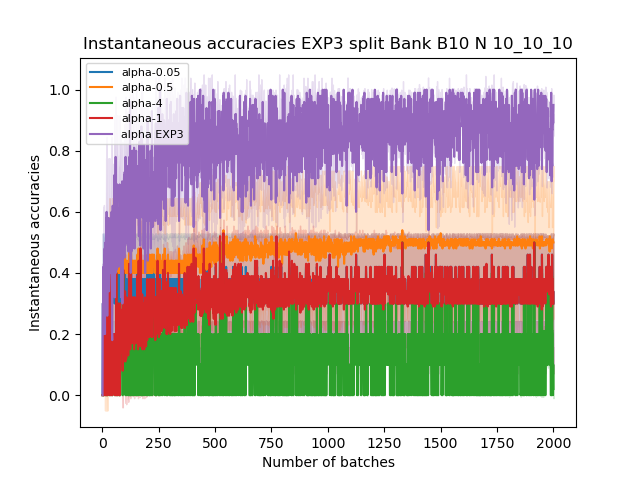 Instantaneous accuracies EXP3 split Bank B10 N 10_10_10
alpha-0.05
alpha-0.5
alpha-4
alpha-1
alpha EXP3
Instantaneous accuracies
1.0
0.8
0.6
0.4
0.2
0.0
0 250 500 750 1000 1250 1500 1750 2000
Number of batches